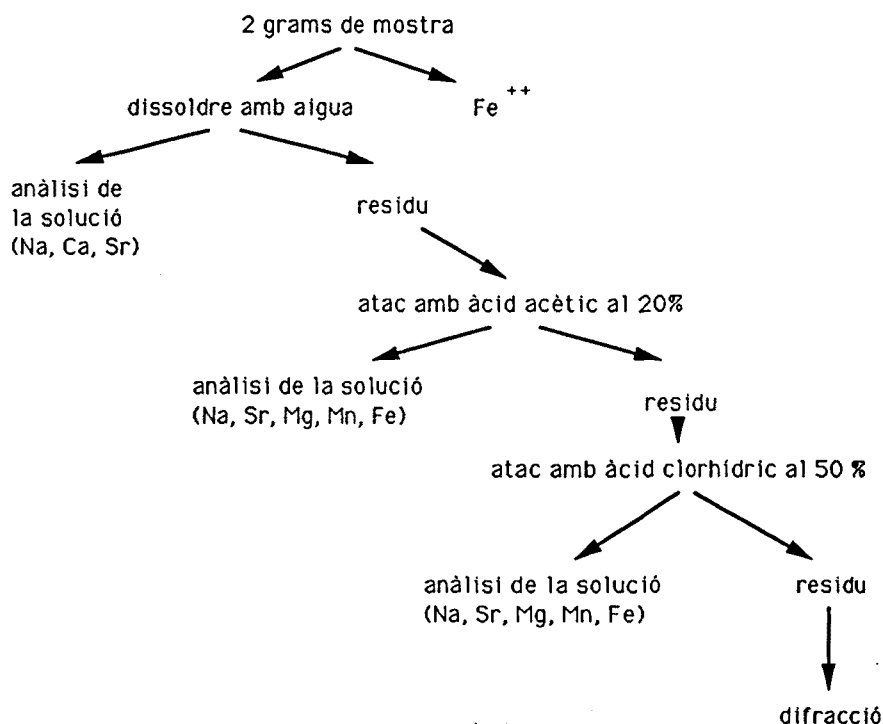 2 grams de mostra
dissoldre amb aigua
Fe ++
anàlisi de
la solució
(Na, Ca, Sr)
residu
atac amb àcid acètic al 20%
anàlisi de la solució
(Na, Sr, Mg, Mn, Fe)
residu
atac amb àcid clorhídric al 50 %
anàlisi de la solució
(Na, Sr, Mg, Mn, Fe)
residu
difracció